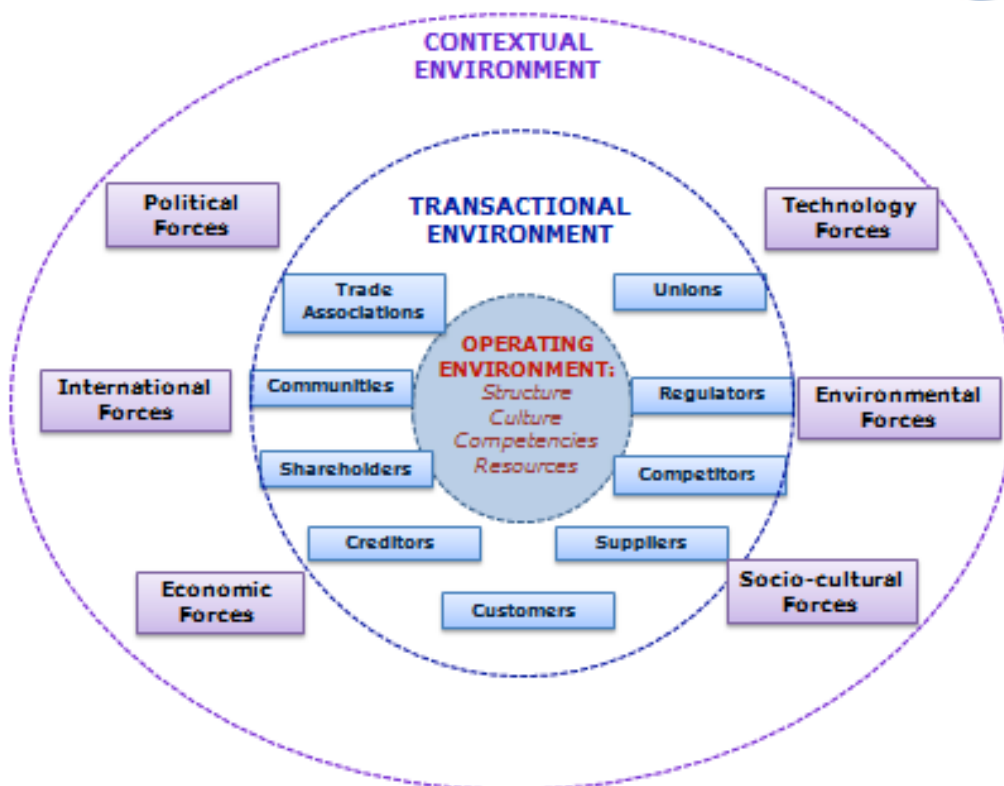 CONTEXTUAL
ENVIRONMENT
Political
Forces
Technology
Forces
TRANSACTIONAL
ENVIRONMENT
Trade
Associations
Unions
OPERATING
ENVIRONMENT:
Structure
Culture
Competencies
Resources
International
Forces
Communities
Regulators
Environmental
Forces
Shareholders
Competitors
Creditors
Suppliers
Economic
Forces
Customers
Socio-cultural
Forces